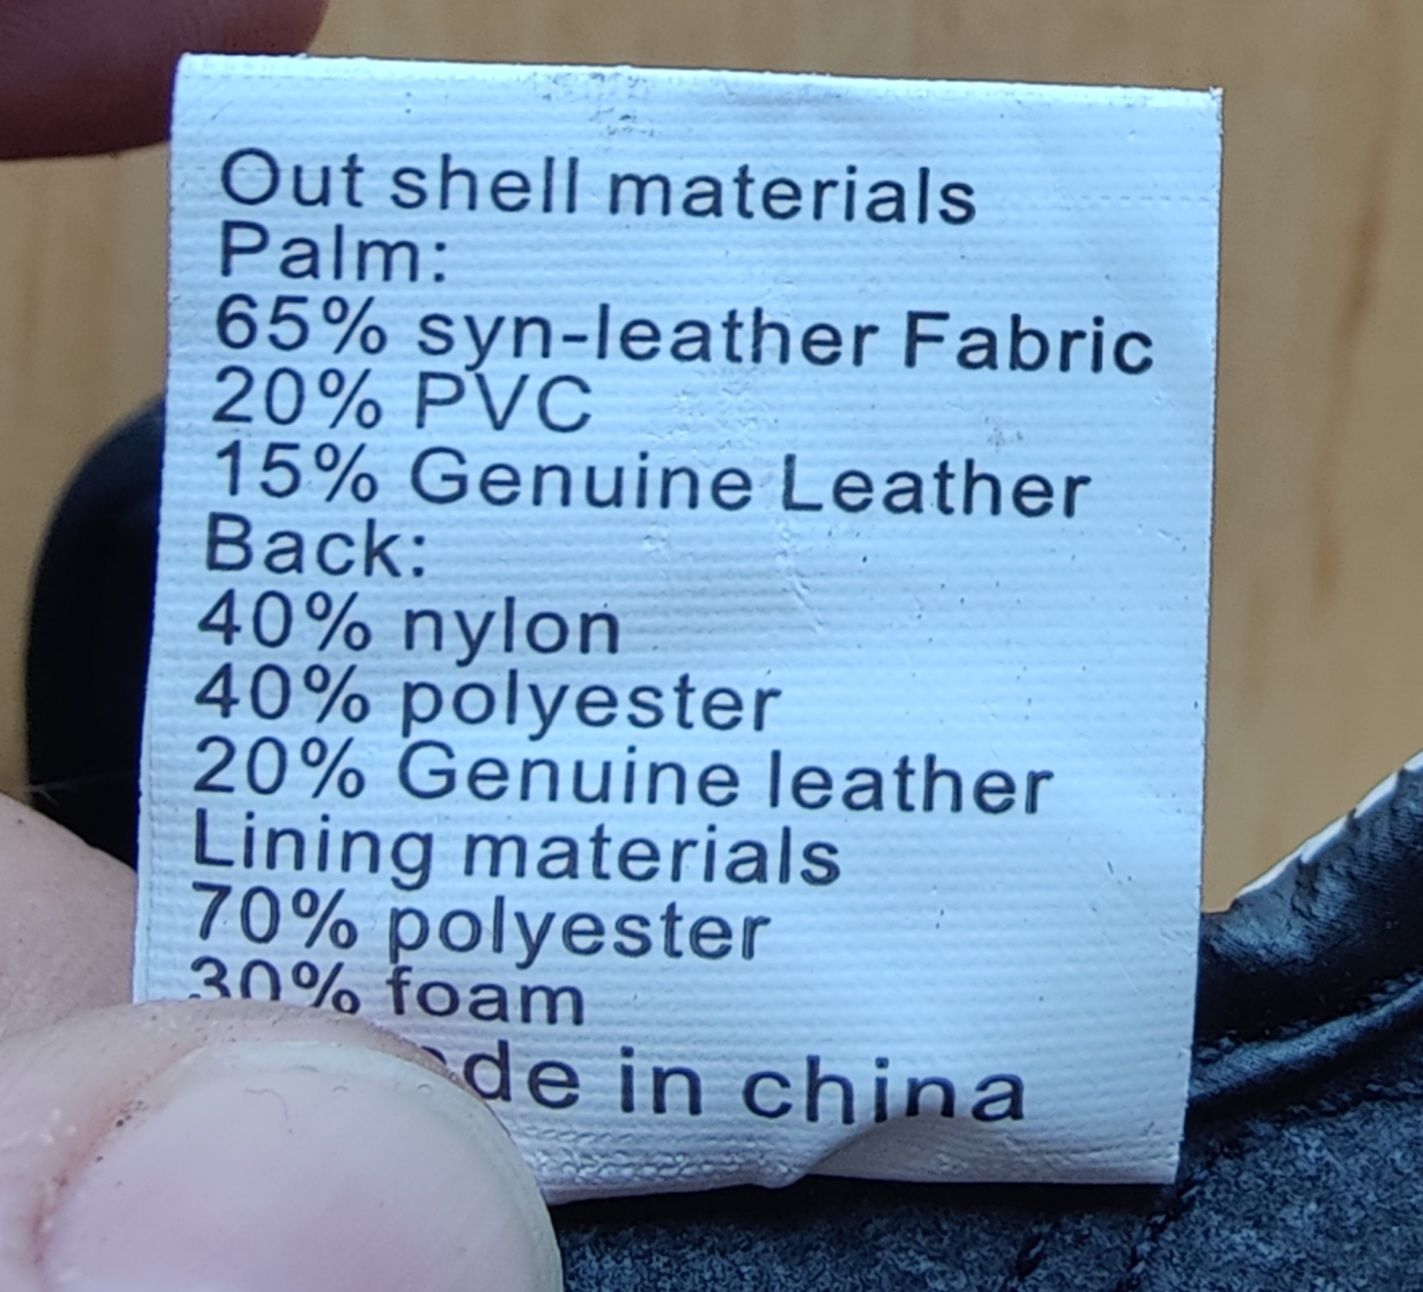 Out shell materials
Palm:
65% syn-leather Fabric
20% PVC
15% Genuine Leather
Back:
40% nylon
40% polyester
20% Genuine leather
Lining materials
70% polyester
30% foam
in china